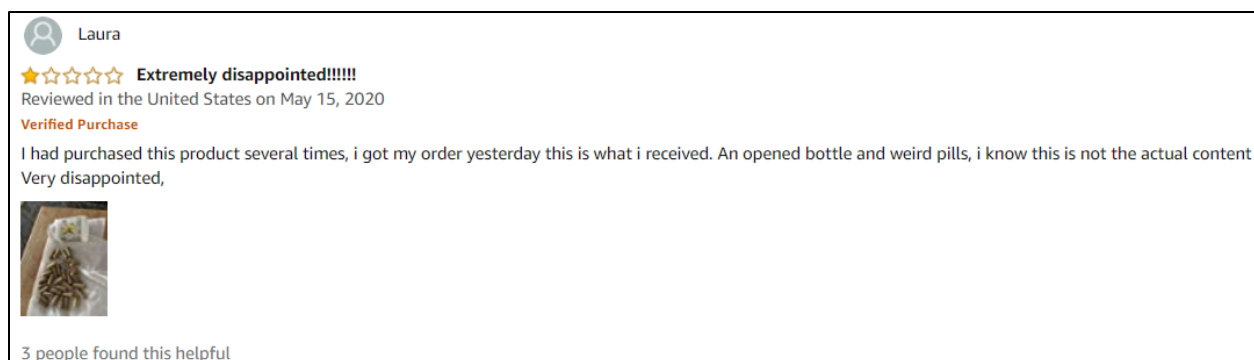 Laura
Extremely disappointed!!!!!!
Reviewed in the United States on May 15, 2020
Verified Purchase
I had purchased this product several times, i got my order yesterday this is what i received. An opened bottle and weird pills, i know this is not the actual content
Very disappointed,
3 people found this helpful